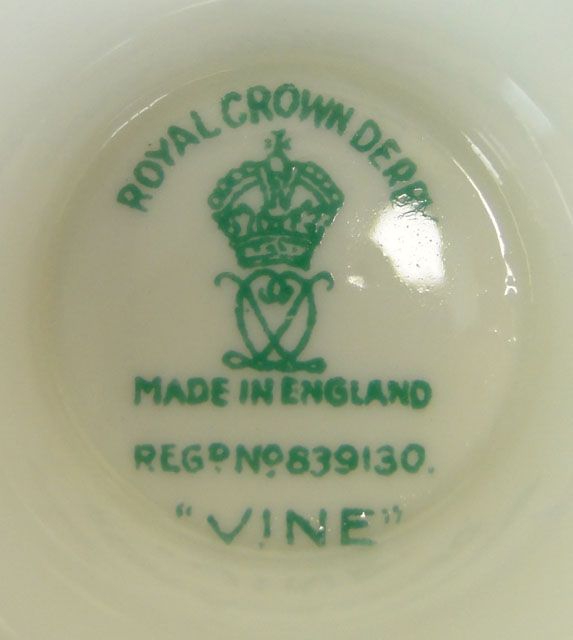 ROYAL CROWN DERBY
MADE IN ENGLAND
REGD NO 839130.
"VINE"